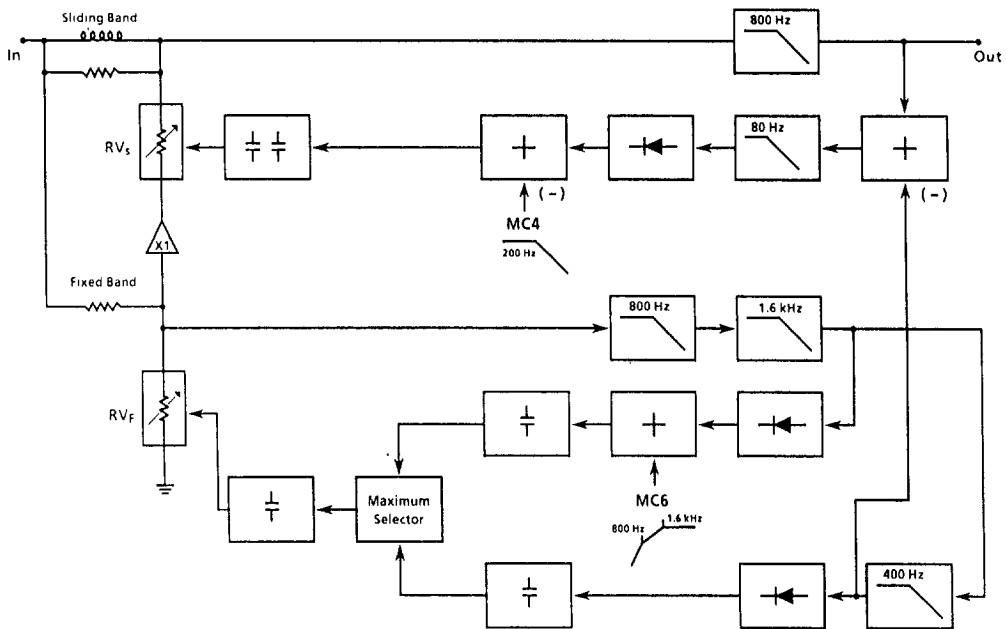 Sliding Band
In
800 Hz
Out
RVS
+
+
80 Hz
+
(-)
(-)
MC4
200 Hz
X1
Fixed Band
800 Hz
1.6 kHz
RVF
+
MC6
800 Hz
1.6 kHz
Maximum
Selector
400 Hz